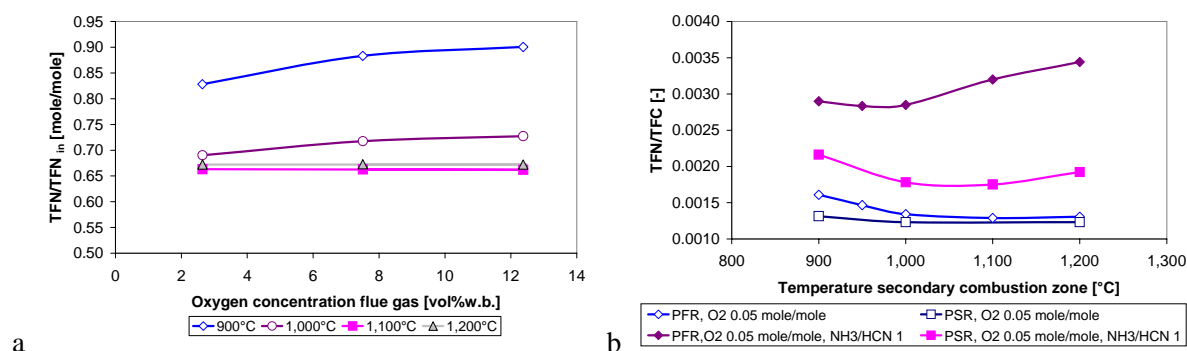 0.95
0.90
0.85
0.80
0.75
0.70
0.65
0.60
0.55
0.50
TFN/TFN in [mole/mole]
0 2 4 6 8 10 12 14
Oxygen concentration flue gas [vol%w.b.]
900°C 1,000°C 1,100°C 1,200°C
a
0.0040
0.0035
0.0030
0.0025
0.0020
0.0015
0.0010
TFN/TFC [-]
800 900 1,000 1,100 1,200 1,300
Temperature secondary combustion zone [°C]
PFR, O2 0.05 mole/mole PSR, O2 0.05 mole/mole
PFR,O2 0.05 mole/mole, NH3/HCN 1 PSR, O2 0.05 mole/mole, NH3/HCN 1
b